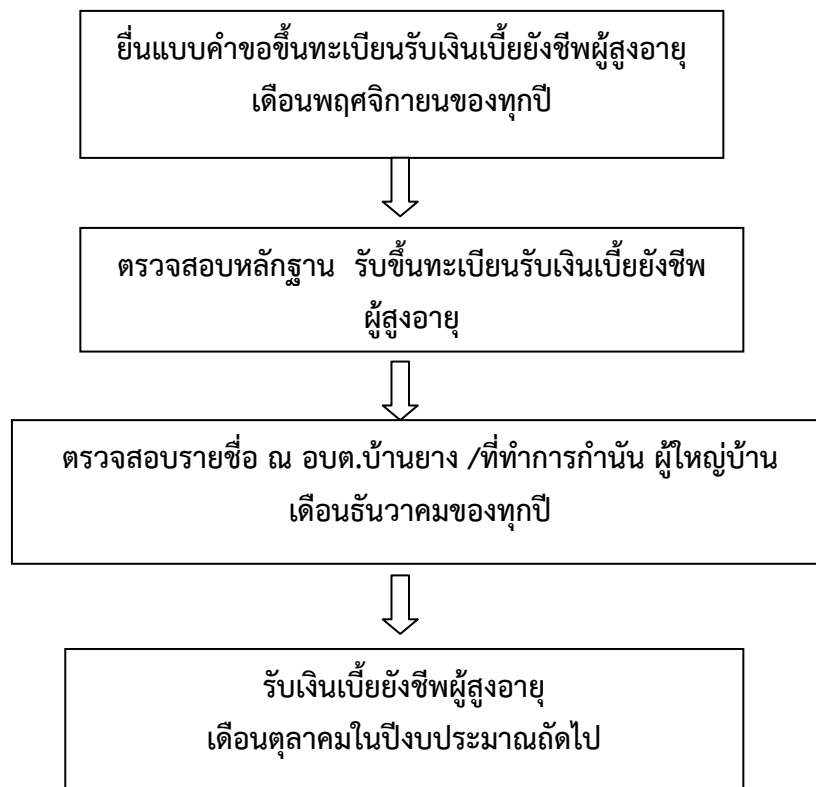 ยื่นแบบคำขอขึ้นทะเบียนรับเงินเบี้ยยังชีพผู้สูงอายุ
เดือนพฤศจิกายนของทุกปี
ตรวจสอบหลักฐาน รับขึ้นทะเบียนรับเงินเบี้ยยังชีพ
ผู้สูงอายุ
ตรวจสอบรายชื่อ ณ อบต.บ้านยาง /ที่ทำการกำนัน ผู้ใหญ่บ้าน
เดือนธันวาคมของทุกปี
รับเงินเบี้ยยังชีพผู้สูงอายุ
เดือนตุลาคมในปีงบประมาณถัดไป